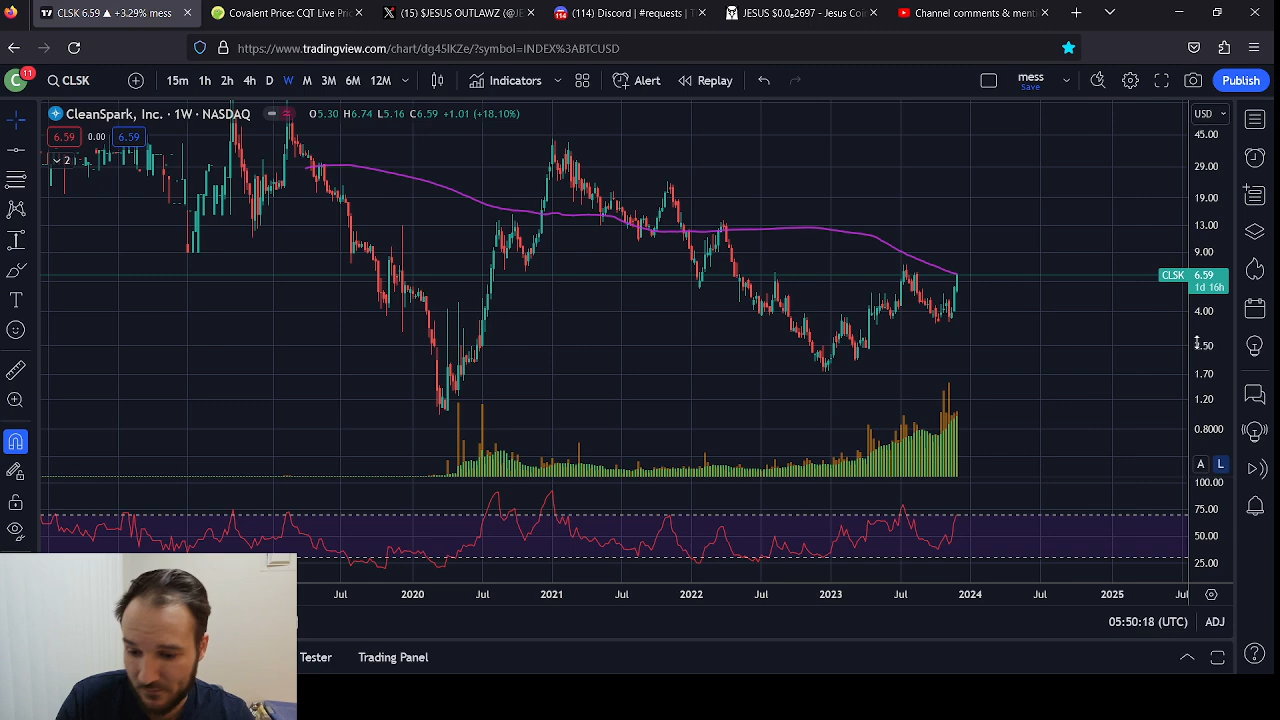 CLSK 6.59 ▲ +3.29% mess
Covalent Price: CQT Live Pric
(15) $JESUS OUTLAWZ (@JE
(114) Discord | #requests | T
JESUS $0.0₅2697 - Jesus Coi
Channel comments & menti
https://www.tradingview.com/chart/dg45lKZe/?symbol=INDEX%3ABTCUSD
C 11 CLSK 15m 1h 2h 4h D W M 3M 6M 12M Indicators Alert Replay mess Save Publish
CleanSpark, Inc. · 1W · NASDAQ O5.30 H6.74 L5.16 C6.59 +1.01 (+18.10%) USD
6.59 0.00 6.59
2
45.00
29.00
19.00
13.00
9.00
CLSK 6.59
1d 16h
4.00
1.70
1.20
0.8000
A L
100.00
75.00
50.00
25.00
Jul 2020 Jul 2021 Jul 2022 Jul 2023 Jul 2024 Jul 2025 Jul
05:50:18 (UTC) ADJ
Tester Trading Panel